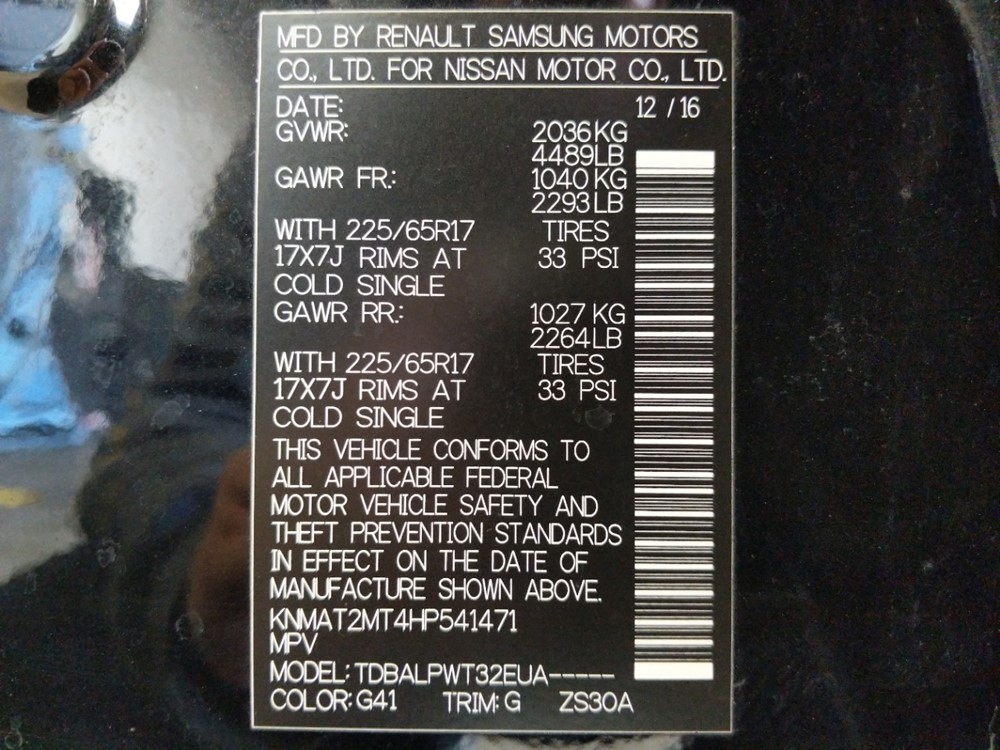 MFD BY RENAULT SAMSUNG MOTORS
CO., LTD. FOR NISSAN MOTOR CO., LTD.
DATE: 12 / 16
GVWR: 2036 KG
4489 LB
GAWR FR.: 1040 KG
2293 LB
WITH 225/65R17 TIRES
17X7J RIMS AT 33 PSI
COLD SINGLE
GAWR RR.: 1027 KG
2264 LB
WITH 225/65R17 TIRES
17X7J RIMS AT 33 PSI
COLD SINGLE
THIS VEHICLE CONFORMS TO
ALL APPLICABLE FEDERAL
MOTOR VEHICLE SAFETY AND
THEFT PREVENTION STANDARDS
IN EFFECT ON THE DATE OF
MANUFACTURE SHOWN ABOVE.
KNMAT2MT4HP541471
MPV
MODEL: TDBALPWT32EUA-----
COLOR: G41 TRIM: G ZS30A